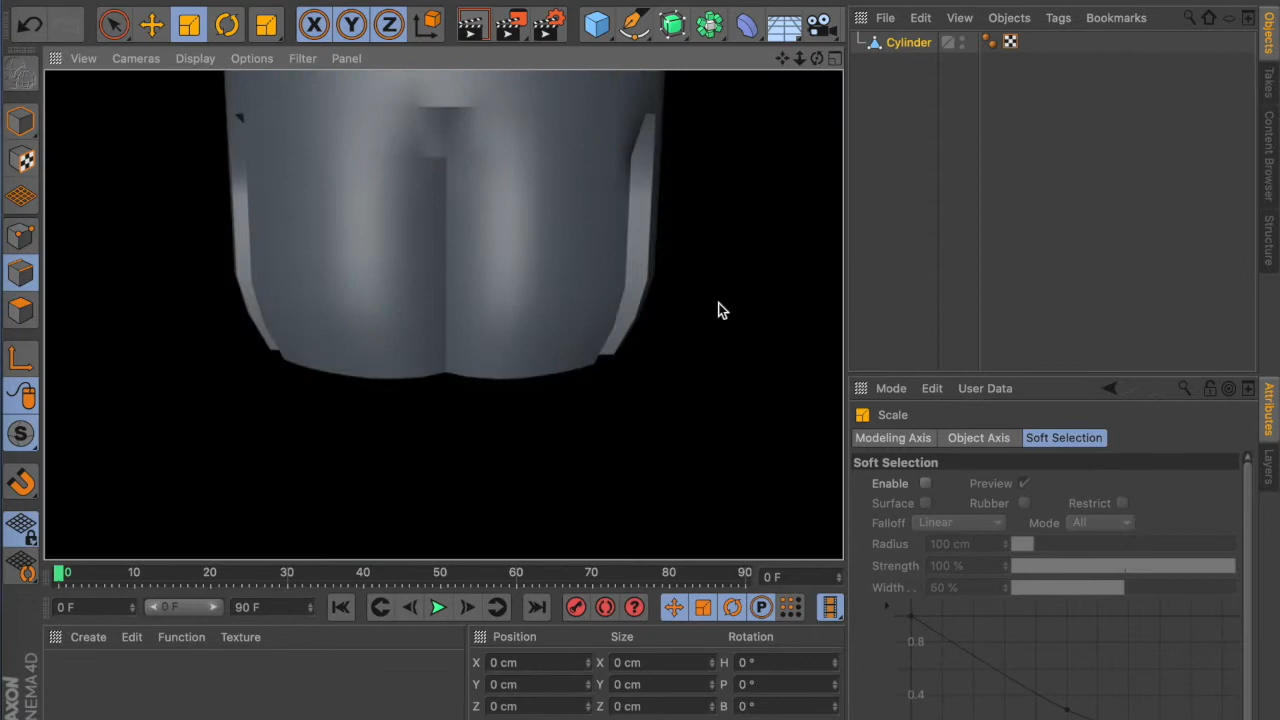 File Edit View Objects Tags Bookmarks
View Cameras Display Options Filter Panel
X Y Z
Cylinder
Objects
Takes
Content Browser
Structure
Mode Edit User Data
Scale
Modeling Axis Object Axis Soft Selection
Soft Selection
Enable Preview
Surface Rubber Restrict
Falloff Linear Mode All
Radius 100 cm
Strength 100 %
Width . . 60 %
0.8
0.4
Attributes
Layers
S
0 10 20 30 40 50 60 70 80 90 0 F
0 F 0 F 90 F
?
P
Create Edit Function Texture
Position Size Rotation
X 0 cm X 0 cm H 0 °
Y 0 cm Y 0 cm P 0 °
Z 0 cm Z 0 cm B 0 °
AXON
NEMA 4D